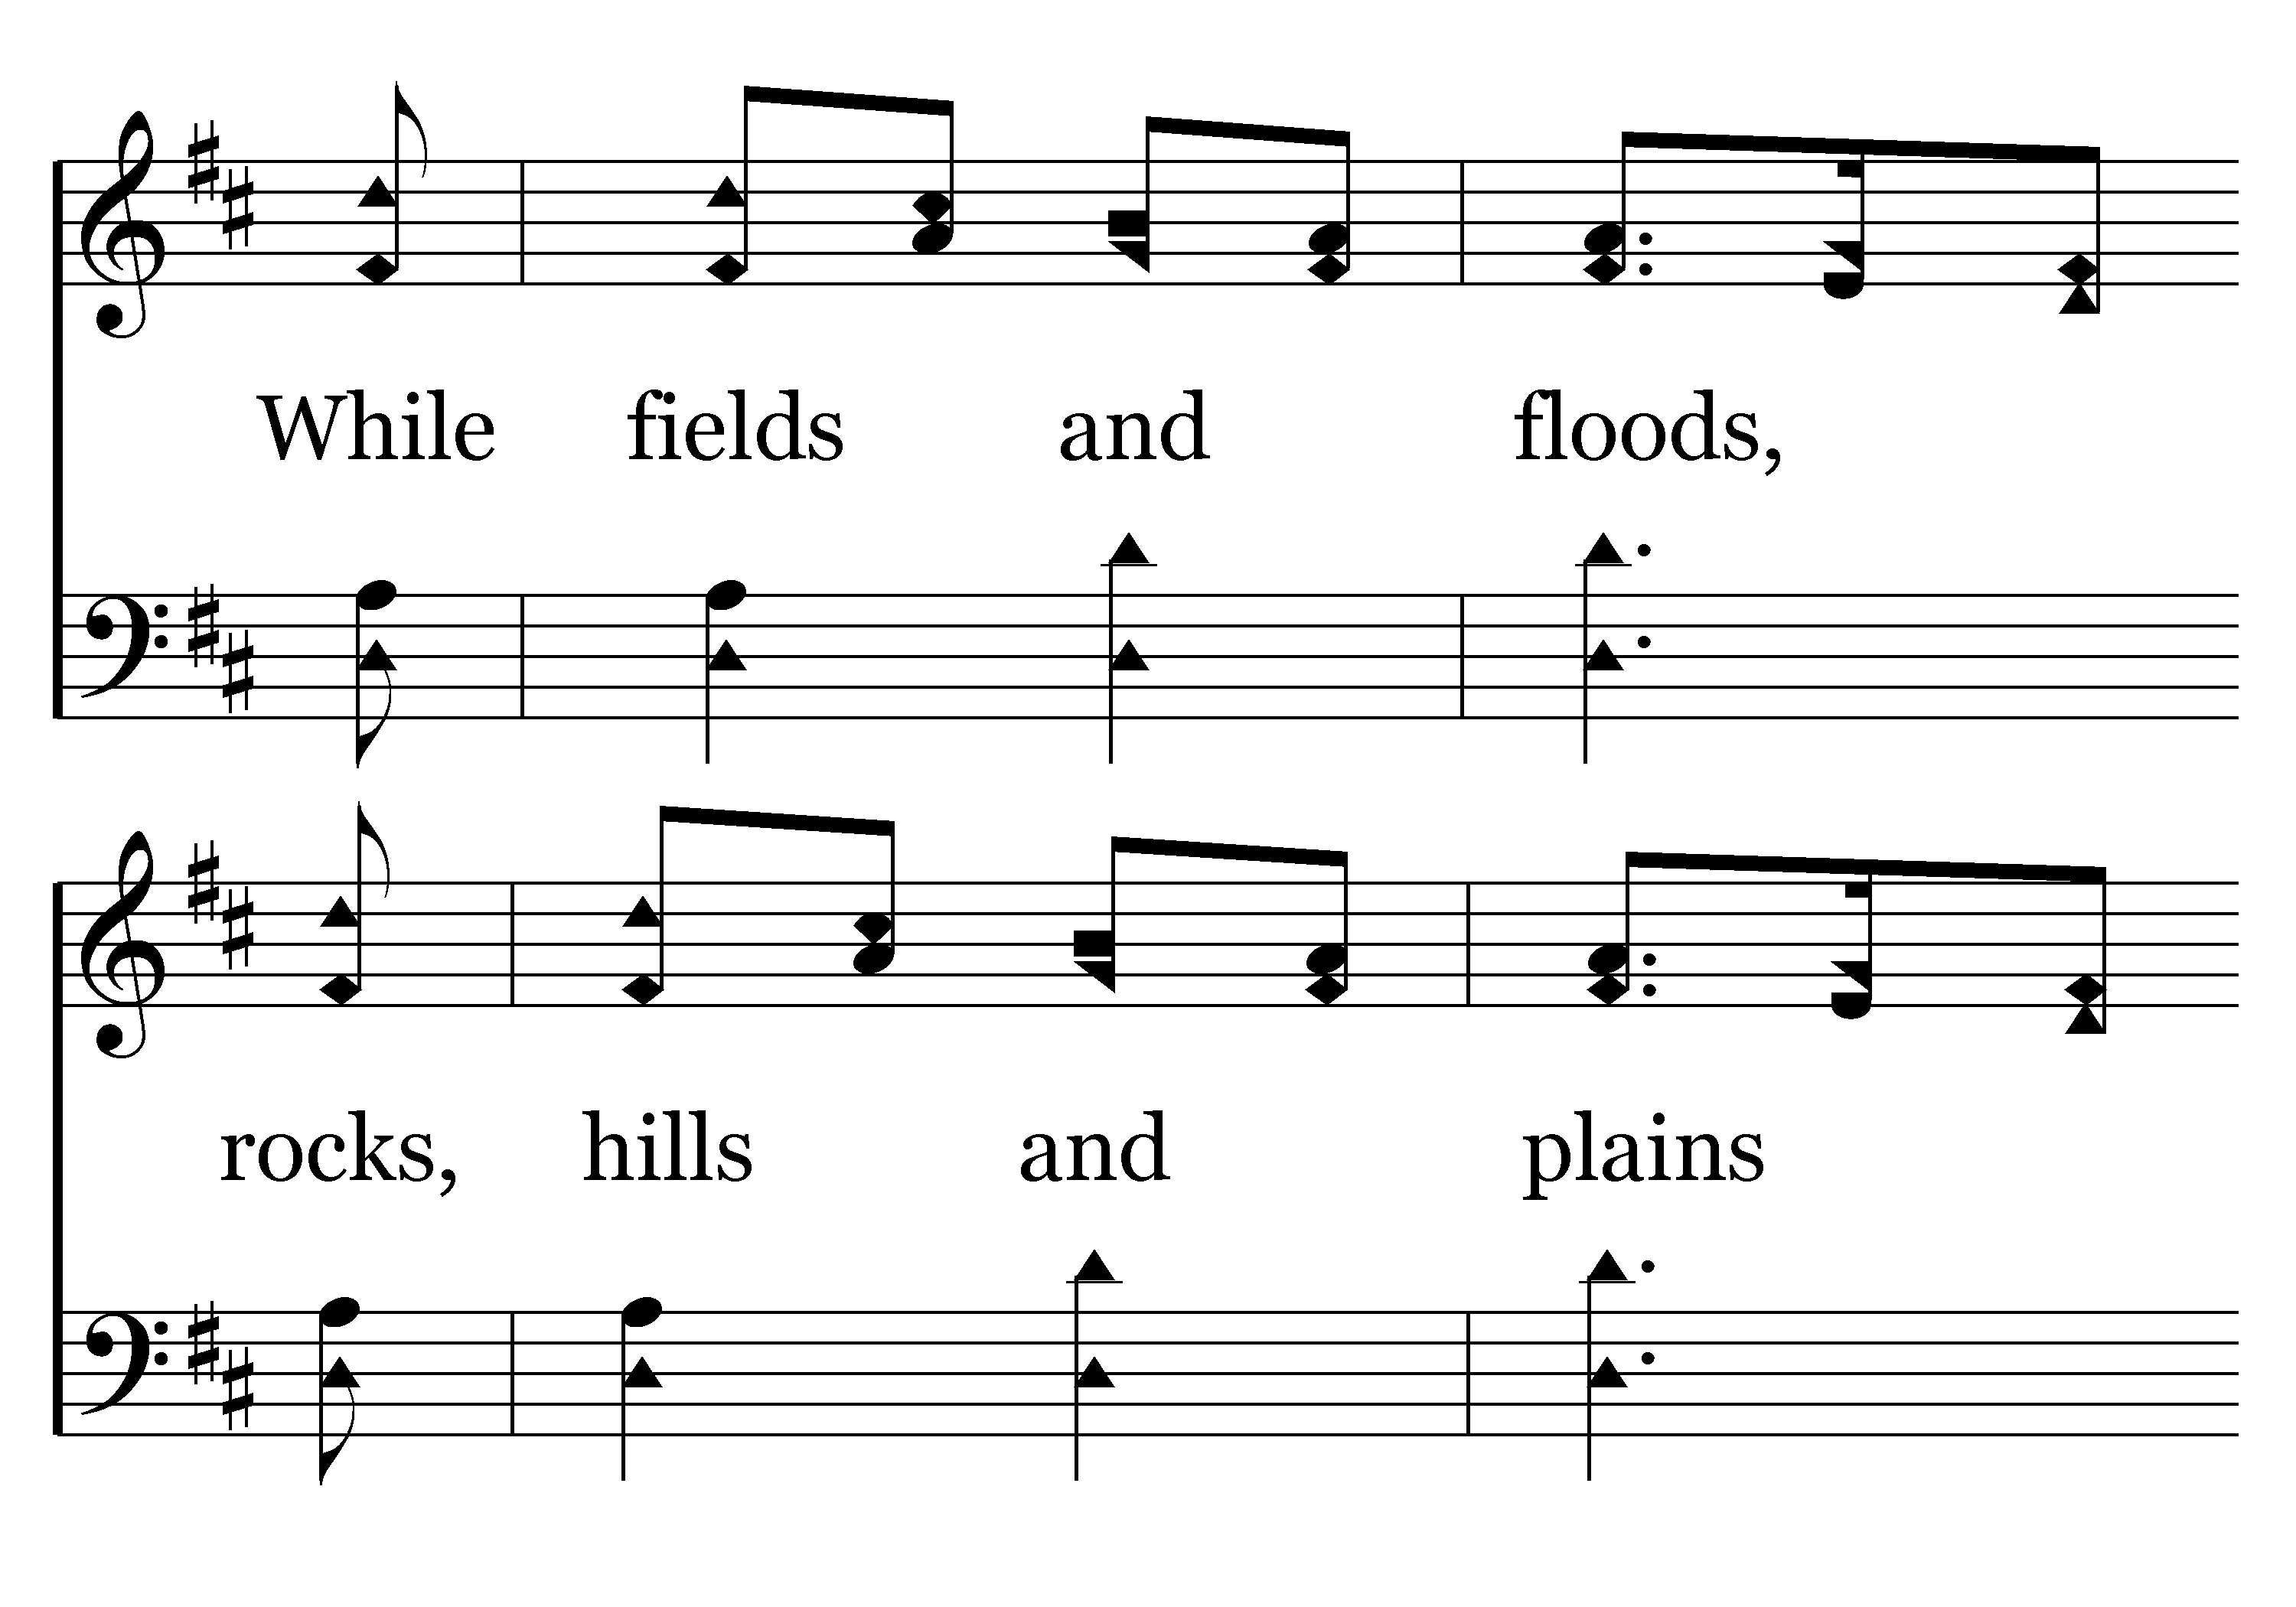 While fields and floods,
rocks, hills and plains